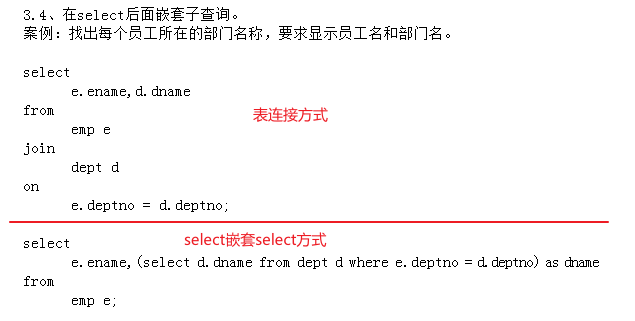 3.4、在select后面嵌套子查询。
案例：找出每个员工所在的部门名称，要求显示员工名和部门名。
select
e.ename,d.dname
from
表连接方式
emp e
join
dept d
on
e.deptno = d.deptno;
select
select嵌套select方式
e.ename,(select d.dname from dept d where e.deptno = d.deptno) as dname
from
emp e;